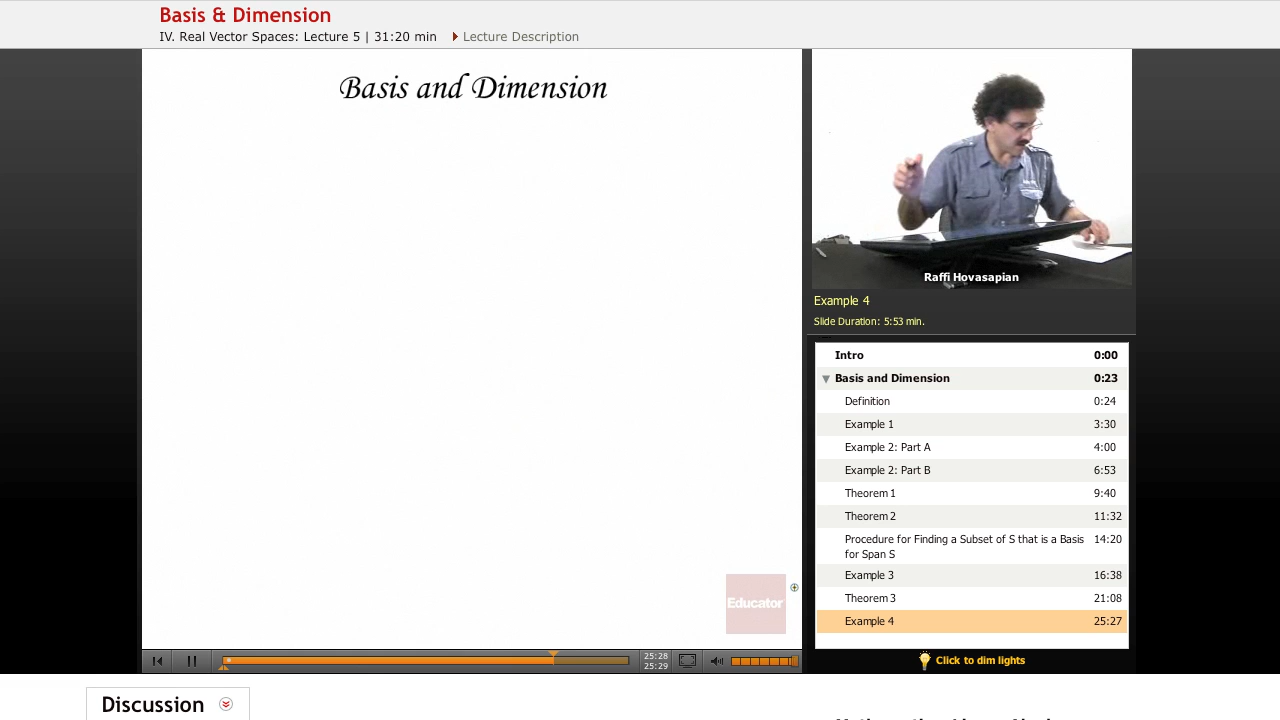 Basis & Dimension
IV. Real Vector Spaces: Lecture 5 | 31:20 min Lecture Description
Basis and Dimension
Educator
Raffi Hovasapian
Example 4
Slide Duration: 5:53 min.
Intro 0:00
Basis and Dimension 0:23
Definition 0:24
Example 1 3:30
Example 2: Part A 4:00
Example 2: Part B 6:53
Theorem 1 9:40
Theorem 2 11:32
Procedure for Finding a Subset of S that is a Basis 14:20
for Span S
Example 3 16:38
Theorem 3 21:08
Example 4 25:27
25:28
25:29
Click to dim lights
Discussion